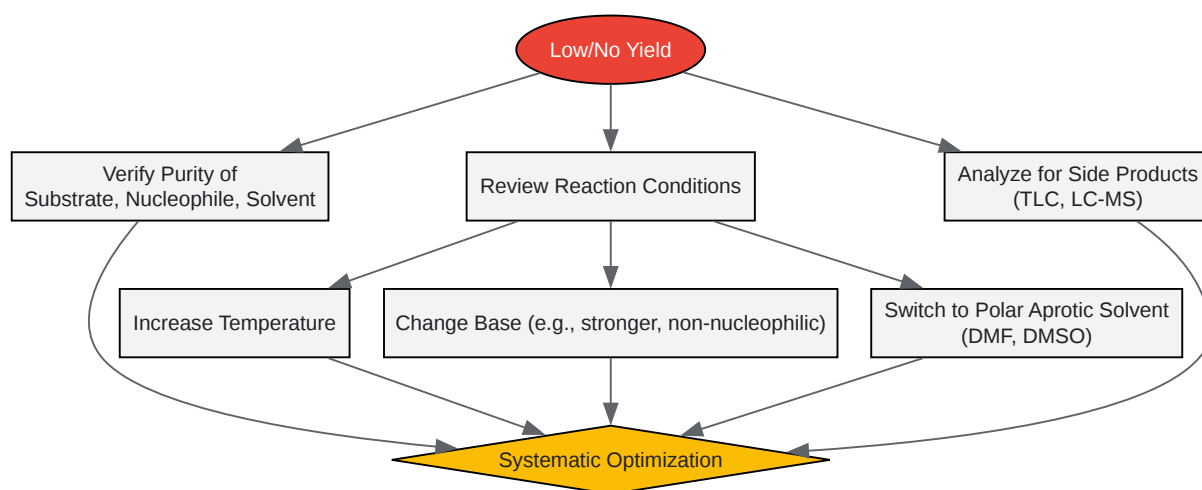 Low/No Yield
Verify Purity of
Substrate, Nucleophile, Solvent
Review Reaction Conditions
Analyze for Side Products
(TLC, LC-MS)
Increase Temperature
Change Base (e.g., stronger, non-nucleophilic)
Switch to Polar Aprotic Solvent
(DMF, DMSO)
Systematic Optimization